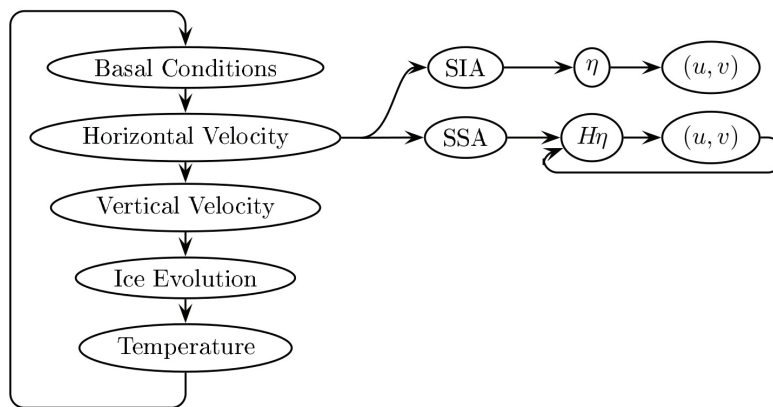 Basal Conditions
SIA
η
(u, v)
Horizontal Velocity
SSA
Hη
(u, v)
Vertical Velocity
Ice Evolution
Temperature